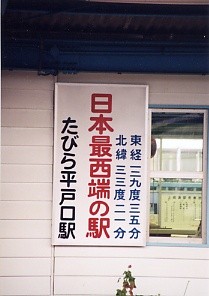 東経一二九度三五分
北緯三三度二一分
日本最西端の駅
たびら平戸口駅